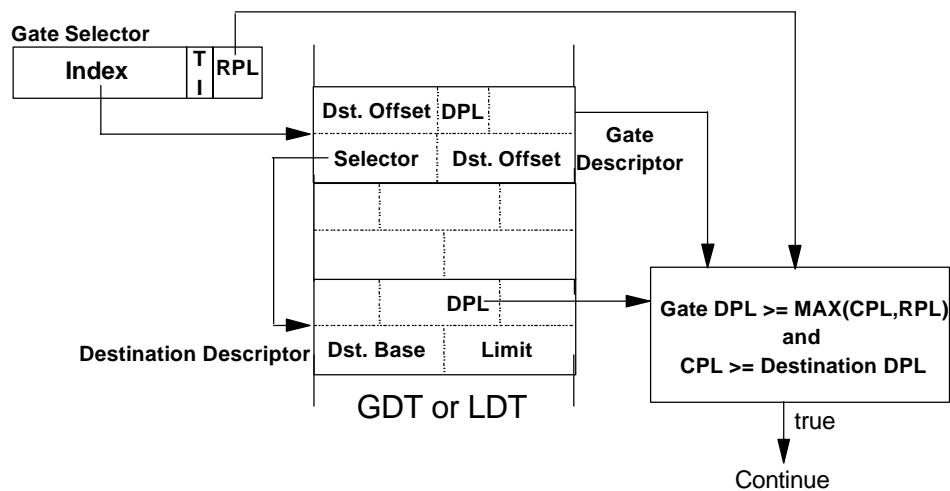 Gate Selector
Index
T
I
RPL
Dst. Offset
DPL
Selector
Dst. Offset
Gate
Descriptor
DPL
Destination Descriptor
Dst. Base
Limit
GDT or LDT
Gate DPL >= MAX(CPL,RPL)
and
CPL >= Destination DPL
true
Continue